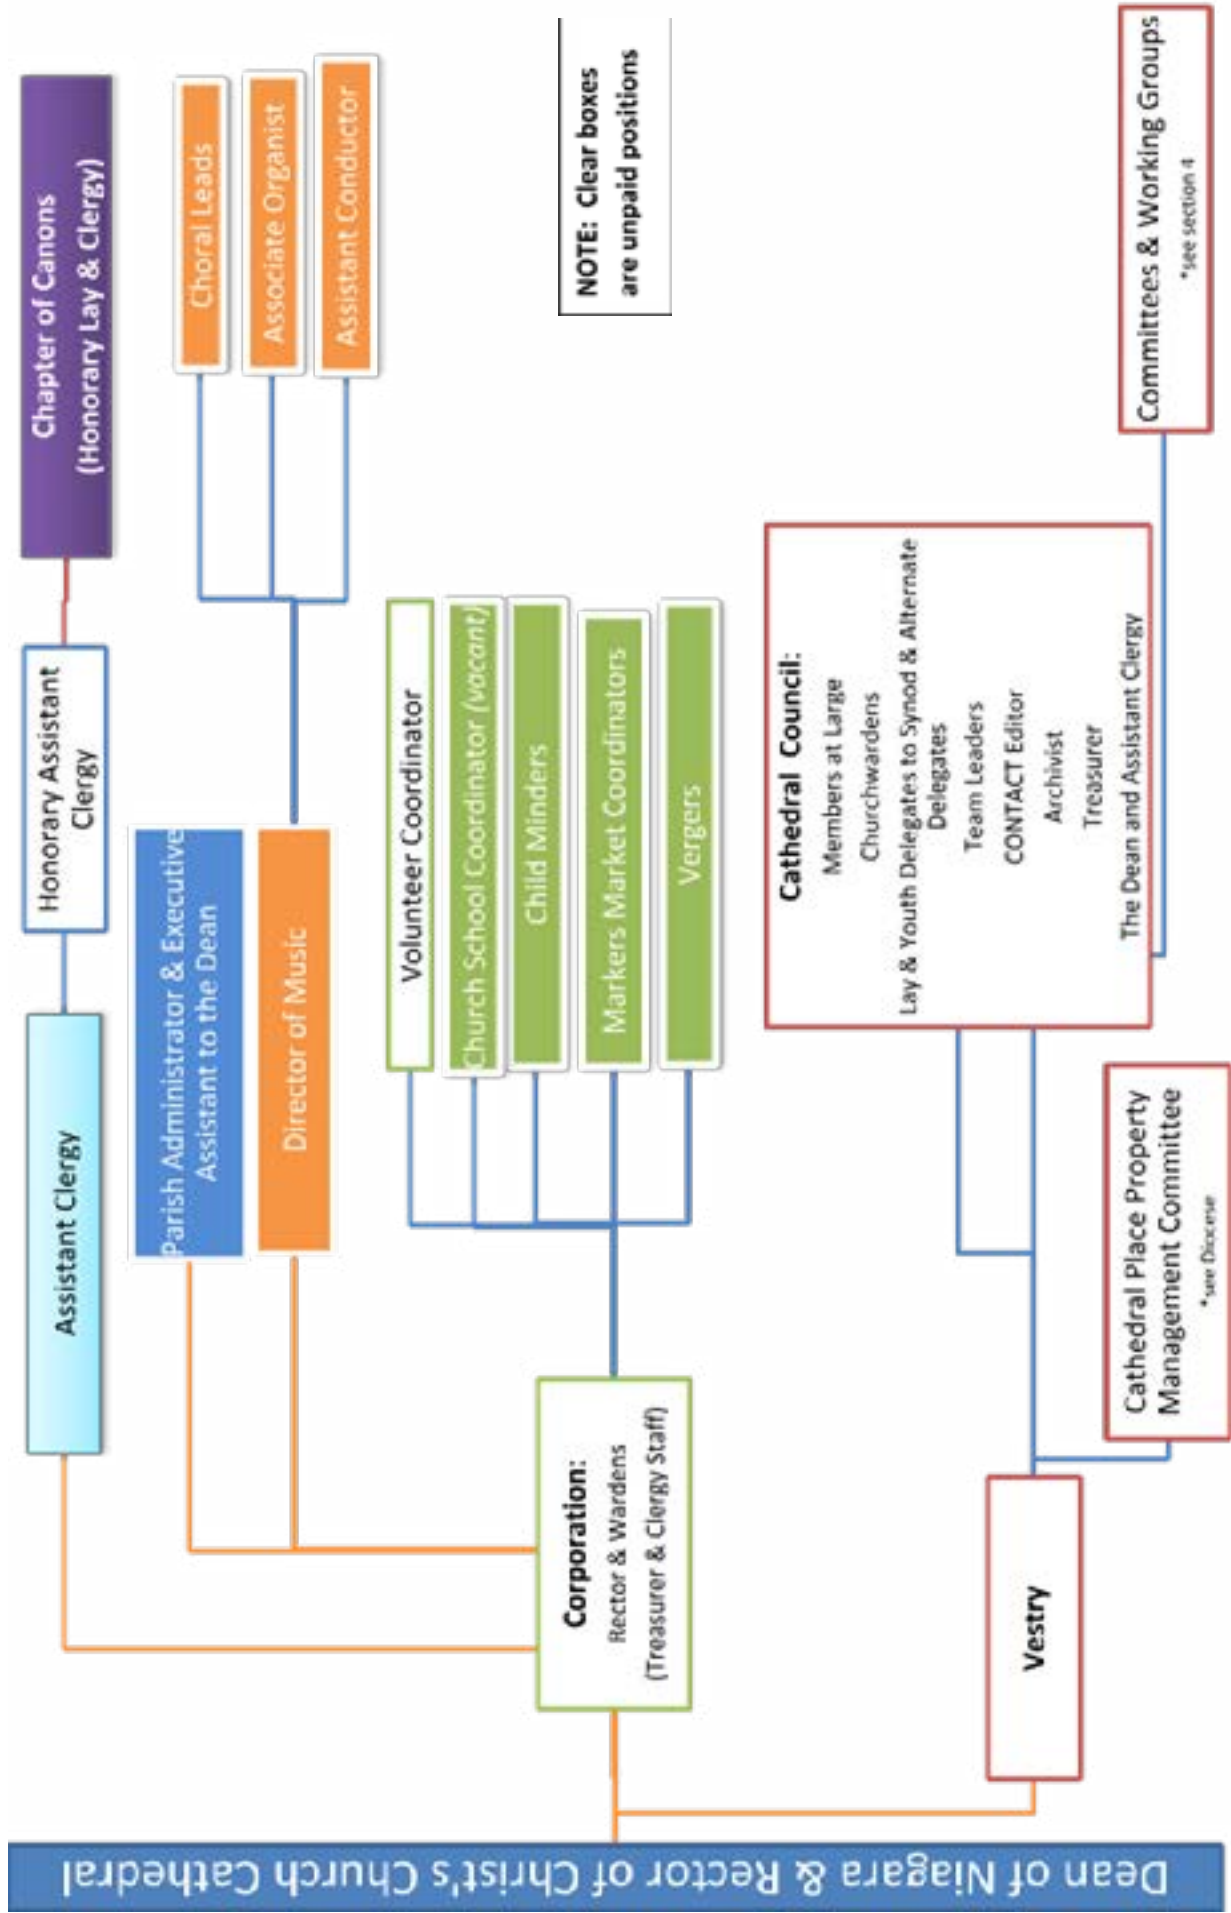 Dean of Niagara & Rector of Christ's Church Cathedral
Assistant Clergy
Honorary Assistant
Clergy
Chapter of Canons
(Honorary Lay & Clergy)
Parish Administrator & Executive
Assistant to the Dean
Director of Music
Choral Leads
Associate Organist
Assistant Conductor
Corporation:
Rector & Wardens
(Treasurer & Clergy Staff)
Volunteer Coordinator
Church School Coordinator (vacant)
Child Minders
Markers Market Coordinators
Vergers
NOTE: Clear boxes
are unpaid positions
Vestry
Cathedral Place Property
Management Committee
*see Diocese
Cathedral Council:
Members at Large
Churchwardens
Lay & Youth Delegates to Synod & Alternate
Delegates
Team Leaders
CONTACT Editor
Archivist
Treasurer
The Dean and Assistant Clergy
Committees & Working Groups
*see section 4